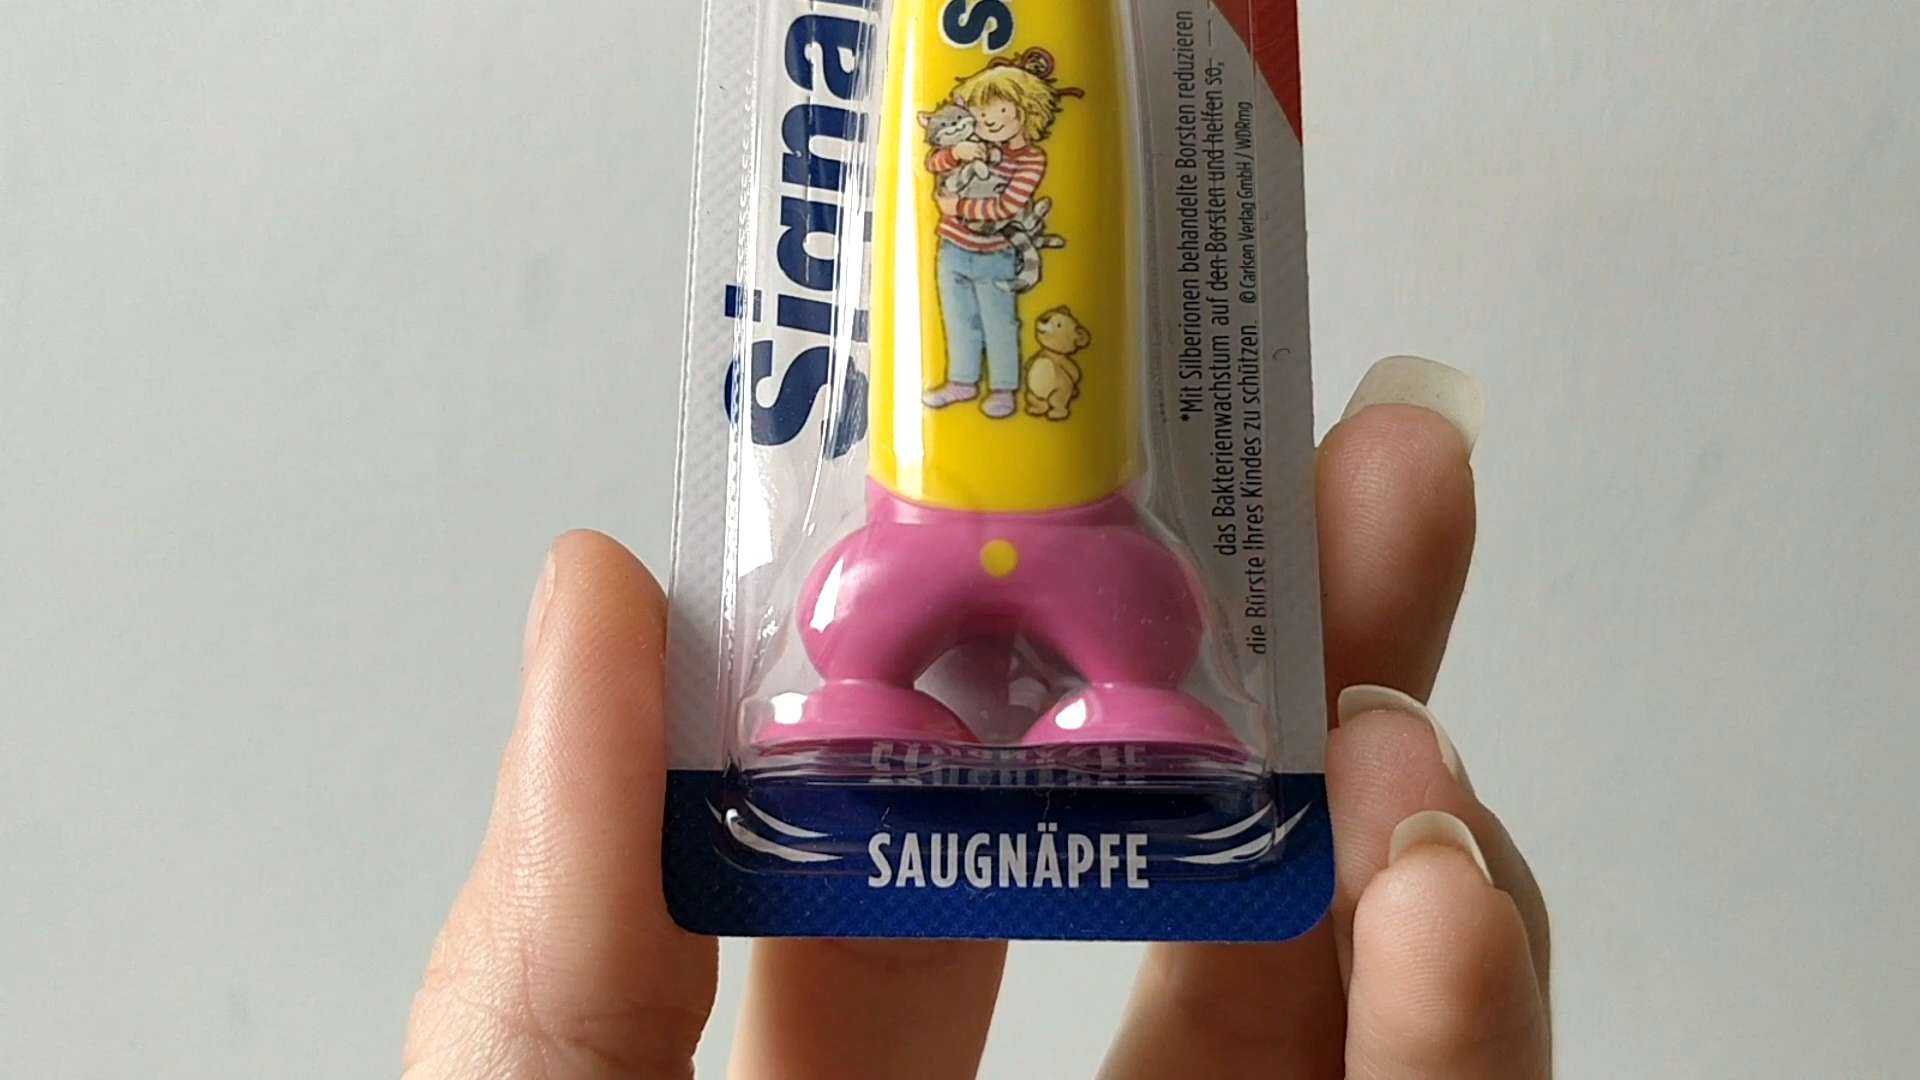 Signal
*Mit Silberionen behandelte Borsten reduzieren
das Bakterienwachstum auf den Borsten und helfen so,
die Bürste Ihres Kindes zu schützen. © Carlsen Verlag GmbH / WDRmg
SAUGNÄPFE